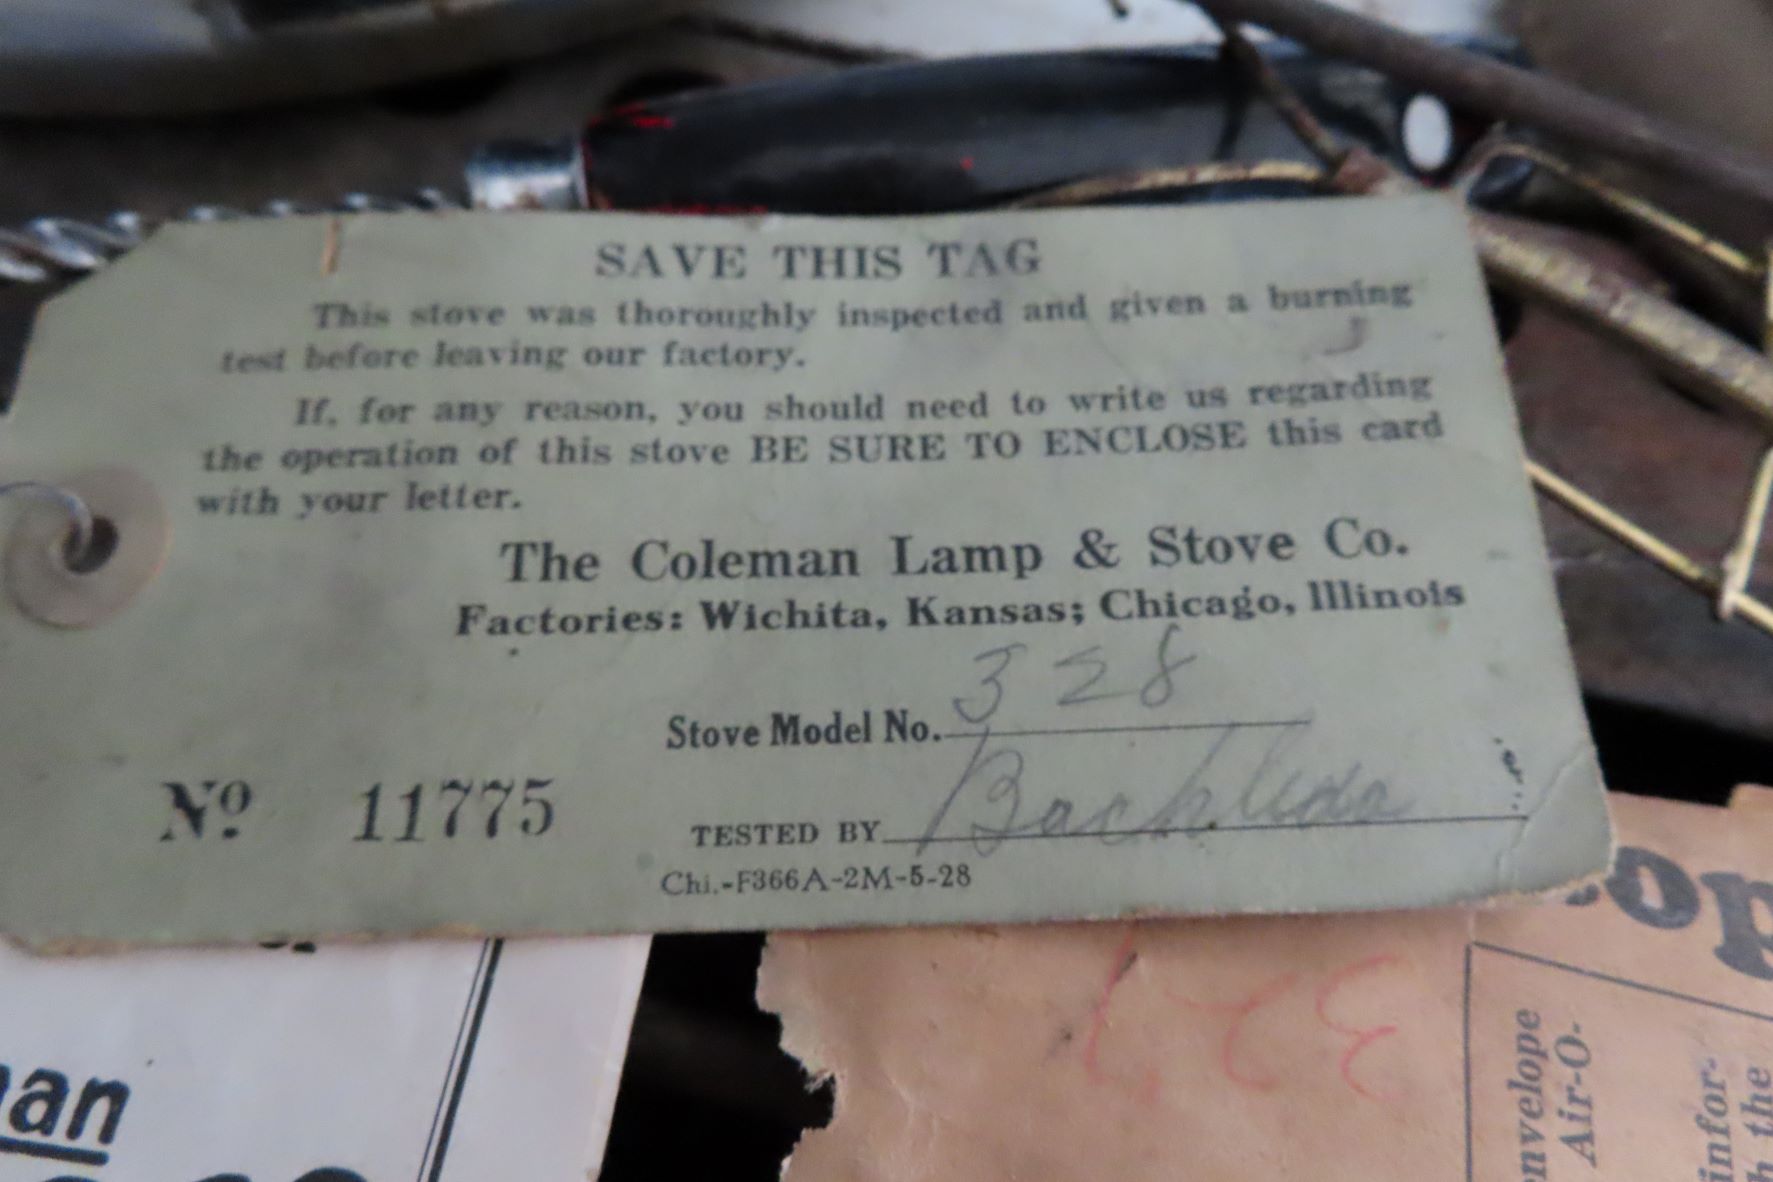 SAVE THIS TAG
This stove was thoroughly inspected and given a burning
test before leaving our factory.
If, for any reason, you should need to write us regarding
the operation of this stove BE SURE TO ENCLOSE this card
with your letter.
The Coleman Lamp & Stove Co.
Factories: Wichita, Kansas; Chicago, Illinois
Stove Model No. 328
No. 11775
TESTED BY
Chi.-F366A-2M-5-28
an
op
envelope
Air-O-
infor-
the